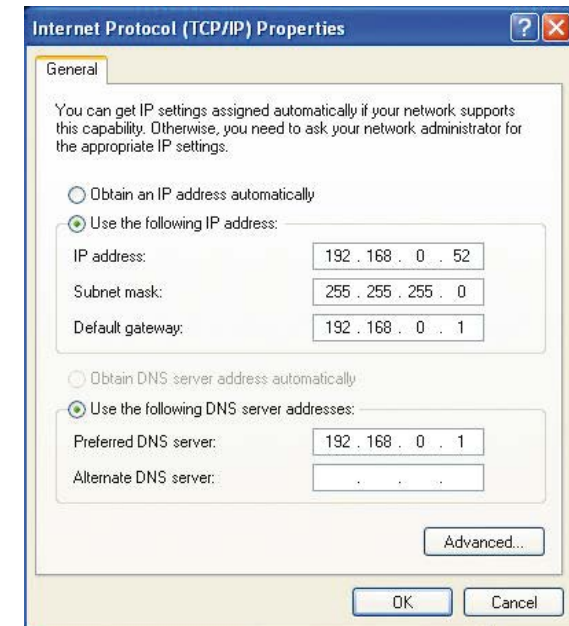 Internet Protocol (TCP/IP) Properties
General
You can get IP settings assigned automatically if your network supports
this capability. Otherwise, you need to ask your network administrator for
the appropriate IP settings.
Obtain an IP address automatically
Use the following IP address:
IP address: 192 . 168 . 0 . 52
Subnet mask: 255 . 255 . 255 . 0
Default gateway: 192 . 168 . 0 . 1
Obtain DNS server address automatically
Use the following DNS server addresses:
Preferred DNS server: 192 . 168 . 0 . 1
Alternate DNS server: . . .
Advanced...
OK Cancel